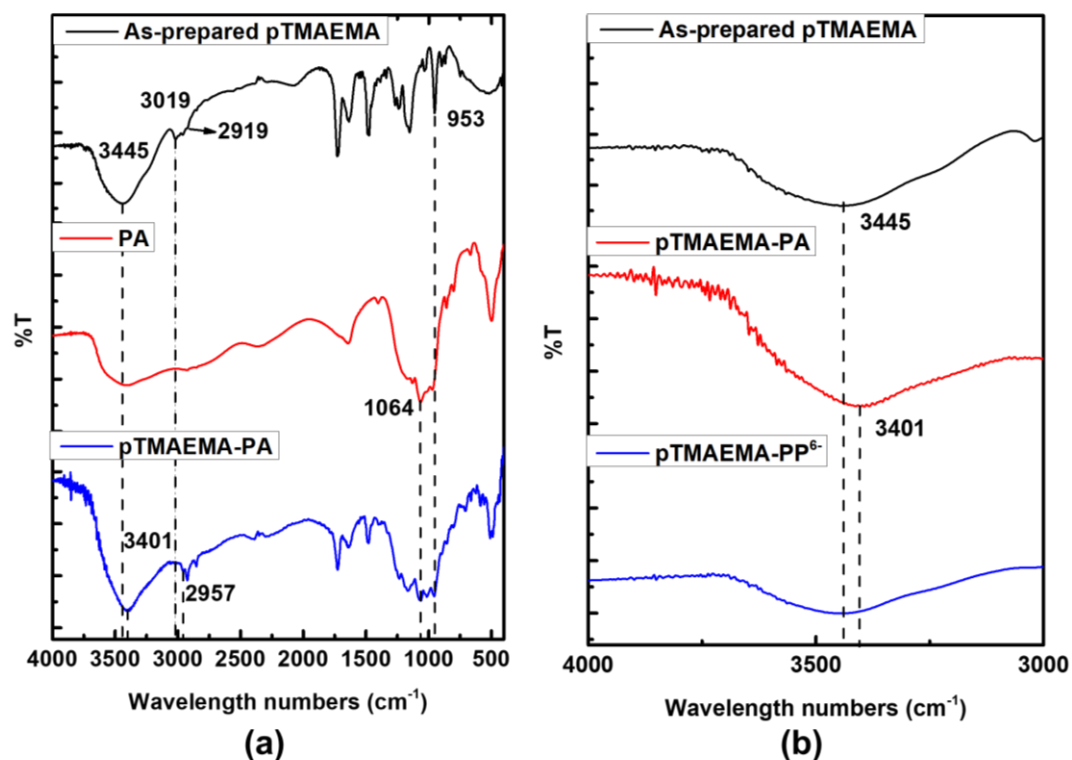 As-prepared pTMAEMA
3019
2919
953
3445
PA
1064
pTMAEMA-PA
3401
2957
%T
4000 3500 3000 2500 2000 1500 1000 500
Wavelength numbers (cm⁻¹)
(a)
As-prepared pTMAEMA
3445
pTMAEMA-PA
3401
pTMAEMA-PP⁶⁻
%T
4000 3500 3000
Wavelength numbers (cm⁻¹)
(b)